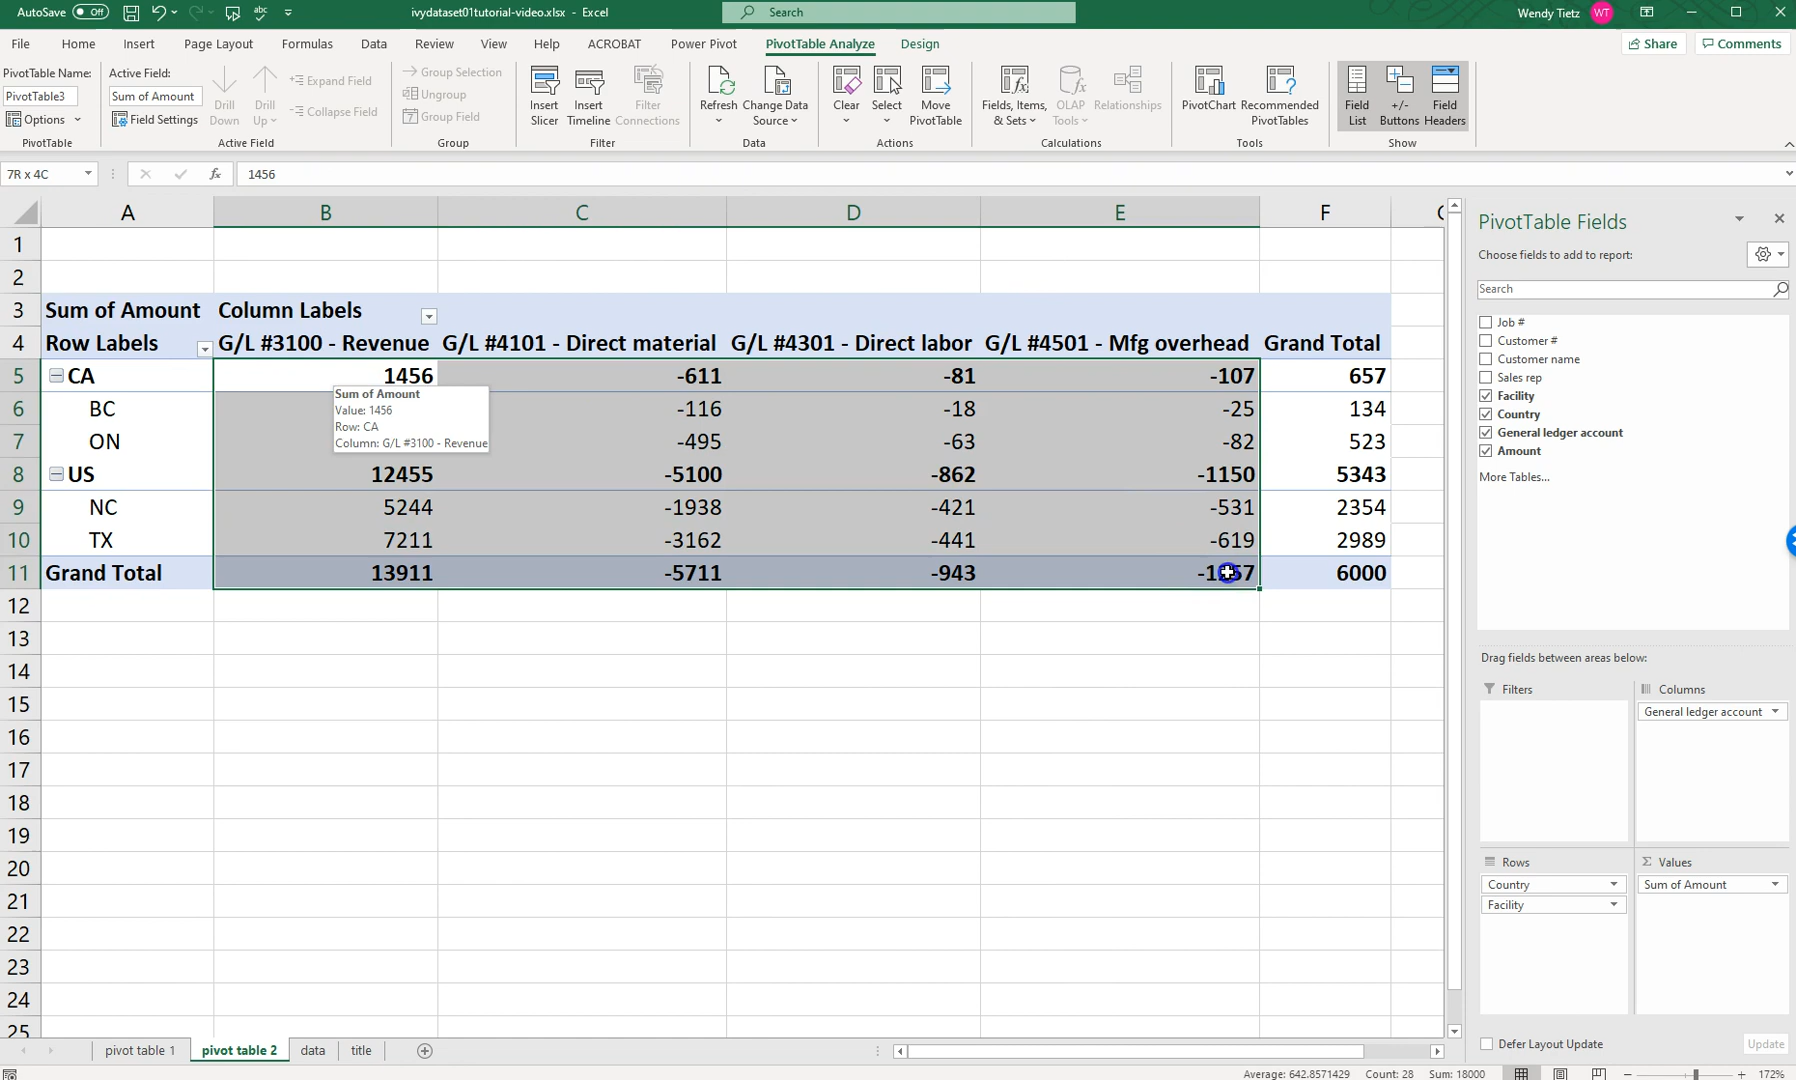 AutoSave Off ivydataset01tutorial-video.xlsx - Excel Search Wendy Tietz WT
File Home Insert Page Layout Formulas Data Review View Help ACROBAT Power Pivot PivotTable Analyze Design Share Comments
PivotTable Name:
PivotTable3
Options
PivotTable
Active Field:
Sum of Amount
Field Settings
Drill Down
Drill Up
Expand Field
Collapse Field
Active Field
Group Selection
Ungroup
Group Field
Group
Insert Slicer
Insert Timeline
Filter Connections
Filter
Refresh
Change Data Source
Data
Clear
Select
Move PivotTable
Actions
Fields, Items, & Sets
OLAP Tools
Relationships
Calculations
PivotChart
Recommended PivotTables
Tools
Field List
+/- Buttons
Field Headers
Show
7R x 4C fx 1456
A B C D E F
1
2
3 Sum of Amount Column Labels
4 Row Labels G/L #3100 - Revenue G/L #4101 - Direct material G/L #4301 - Direct labor G/L #4501 - Mfg overhead Grand Total
5 CA 1456 -611 -81 -107 657
6 BC -116 -18 -25 134
7 ON -495 -63 -82 523
8 US 12455 -5100 -862 -1150 5343
9 NC 5244 -1938 -421 -531 2354
10 TX 7211 -3162 -441 -619 2989
11 Grand Total 13911 -5711 -943 6000
Sum of Amount
Value: 1456
Row: CA
Column: G/L #3100 - Revenue
12
13
14
15
16
17
18
19
20
21
22
23
24
25
PivotTable Fields
Choose fields to add to report:
Search
Job #
Customer #
Customer name
Sales rep
Facility
Country
General ledger account
Amount
More Tables...
Drag fields between areas below:
Filters
Columns
General ledger account
Rows
Country
Facility
Σ Values
Sum of Amount
Defer Layout Update Update
pivot table 1 pivot table 2 data title
Average: 642.8571429 Count: 28 Sum: 18000 172%